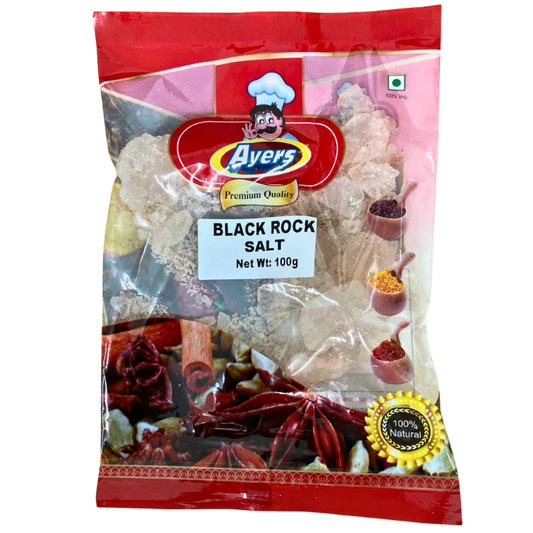 100% Veg.
Ayers
Premium Quality
BLACK ROCK
SALT
Net Wt: 100g
100%
Natural